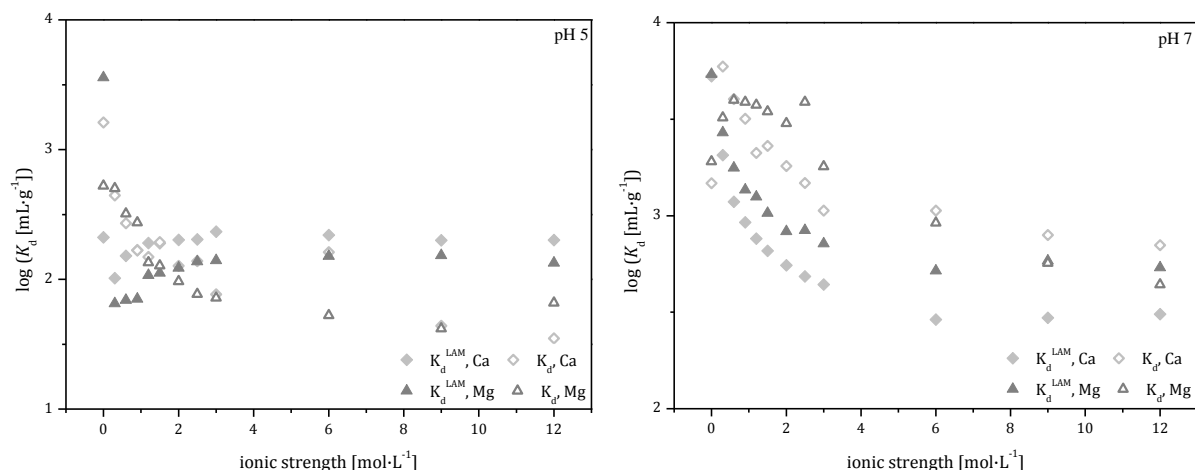 pH 5
4
3
2
1
log (K_d [mL·g⁻¹])
K_d^LAM, Ca
K_d, Ca
K_d^LAM, Mg
K_d, Mg
0 2 4 6 8 10 12
ionic strength [mol·L⁻¹]
pH 7
4
3
2
log (K_d [mL·g⁻¹])
K_d^LAM, Ca
K_d, Ca
K_d^LAM, Mg
K_d, Mg
0 2 4 6 8 10 12
ionic strength [mol·L⁻¹]